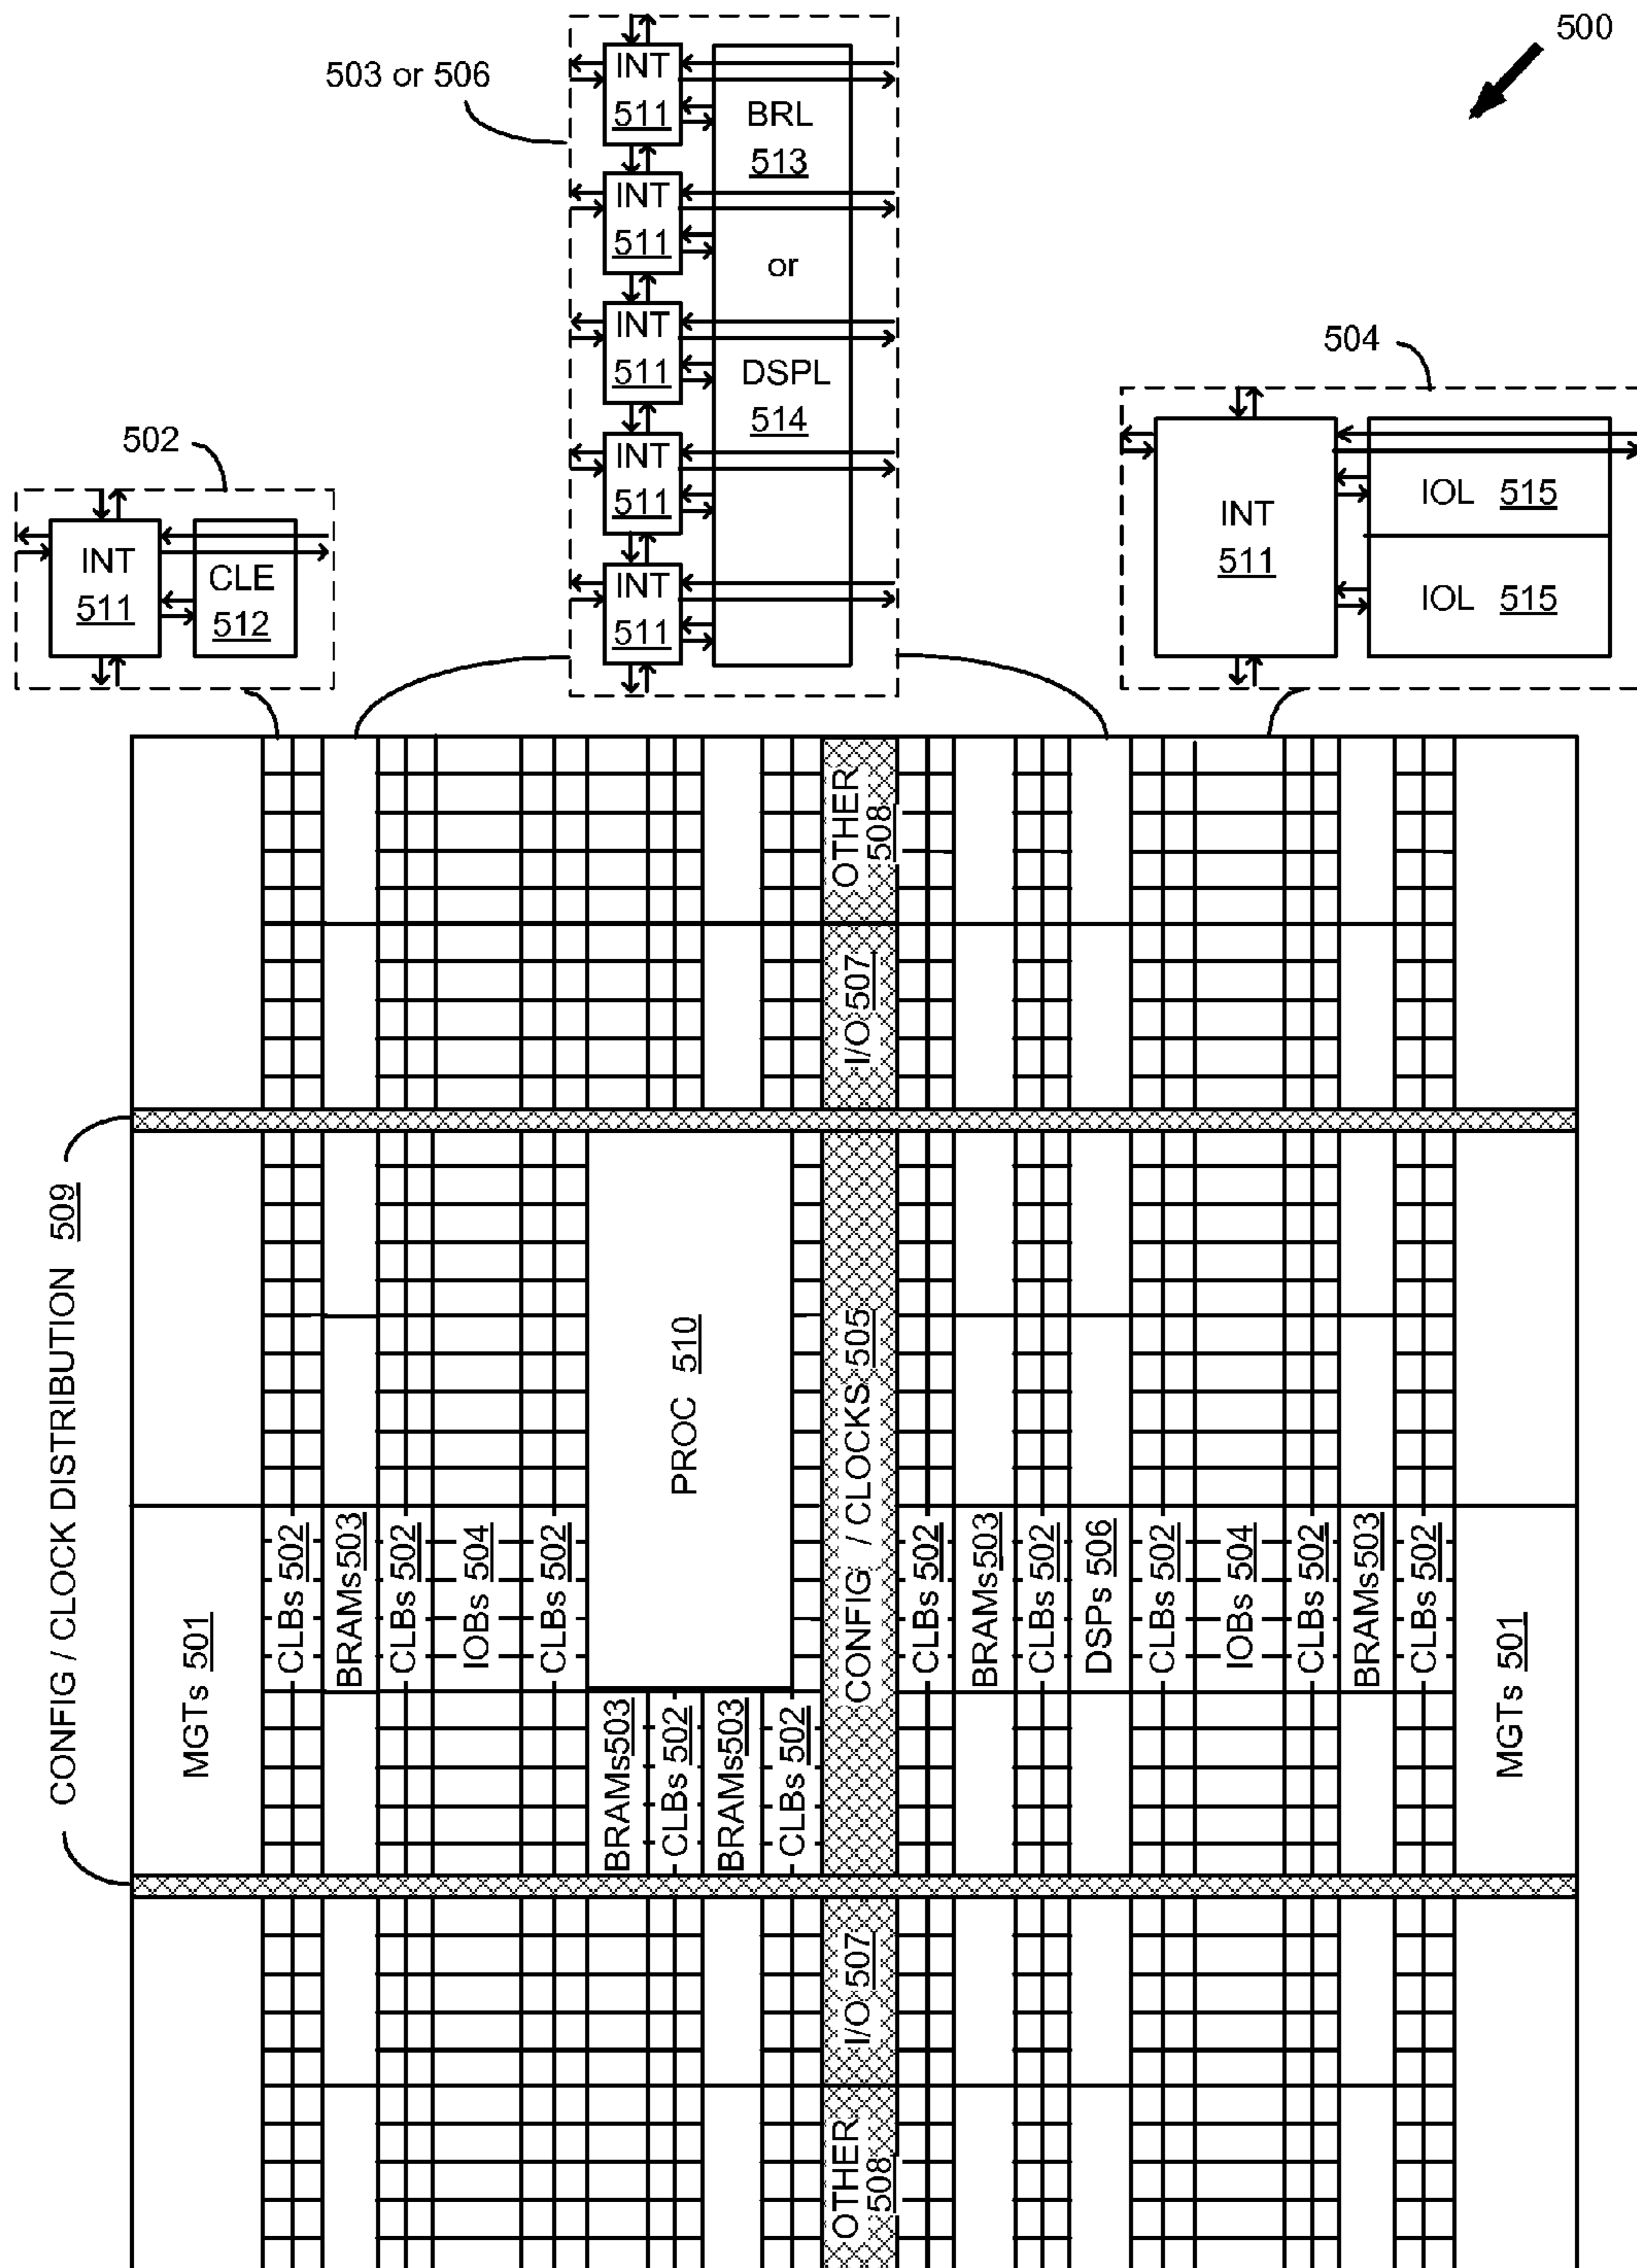 500
503 or 506
INT
511
INT
511
INT
511
INT
511
INT
511
BRL
513
or
DSPL
514
504
INT
511
IOL 515
IOL 515
502
INT
511
CLE
512
OTHER
508
I/O 507
CONFIG / CLOCK DISTRIBUTION 509
PROC 510
CONFIG / CLOCKS 505
MGTs 501
CLBs 502
BRAMs 503
CLBs 502
IOBs 504
CLBs 502
BRAMs 503
CLBs 502
BRAMs 503
CLBs 502
CLBs 502
BRAMs 503
CLBs 502
DSPs 506
CLBs 502
IOBs 504
CLBs 502
BRAMs 503
CLBs 502
MGTs 501
I/O 507
OTHER
508